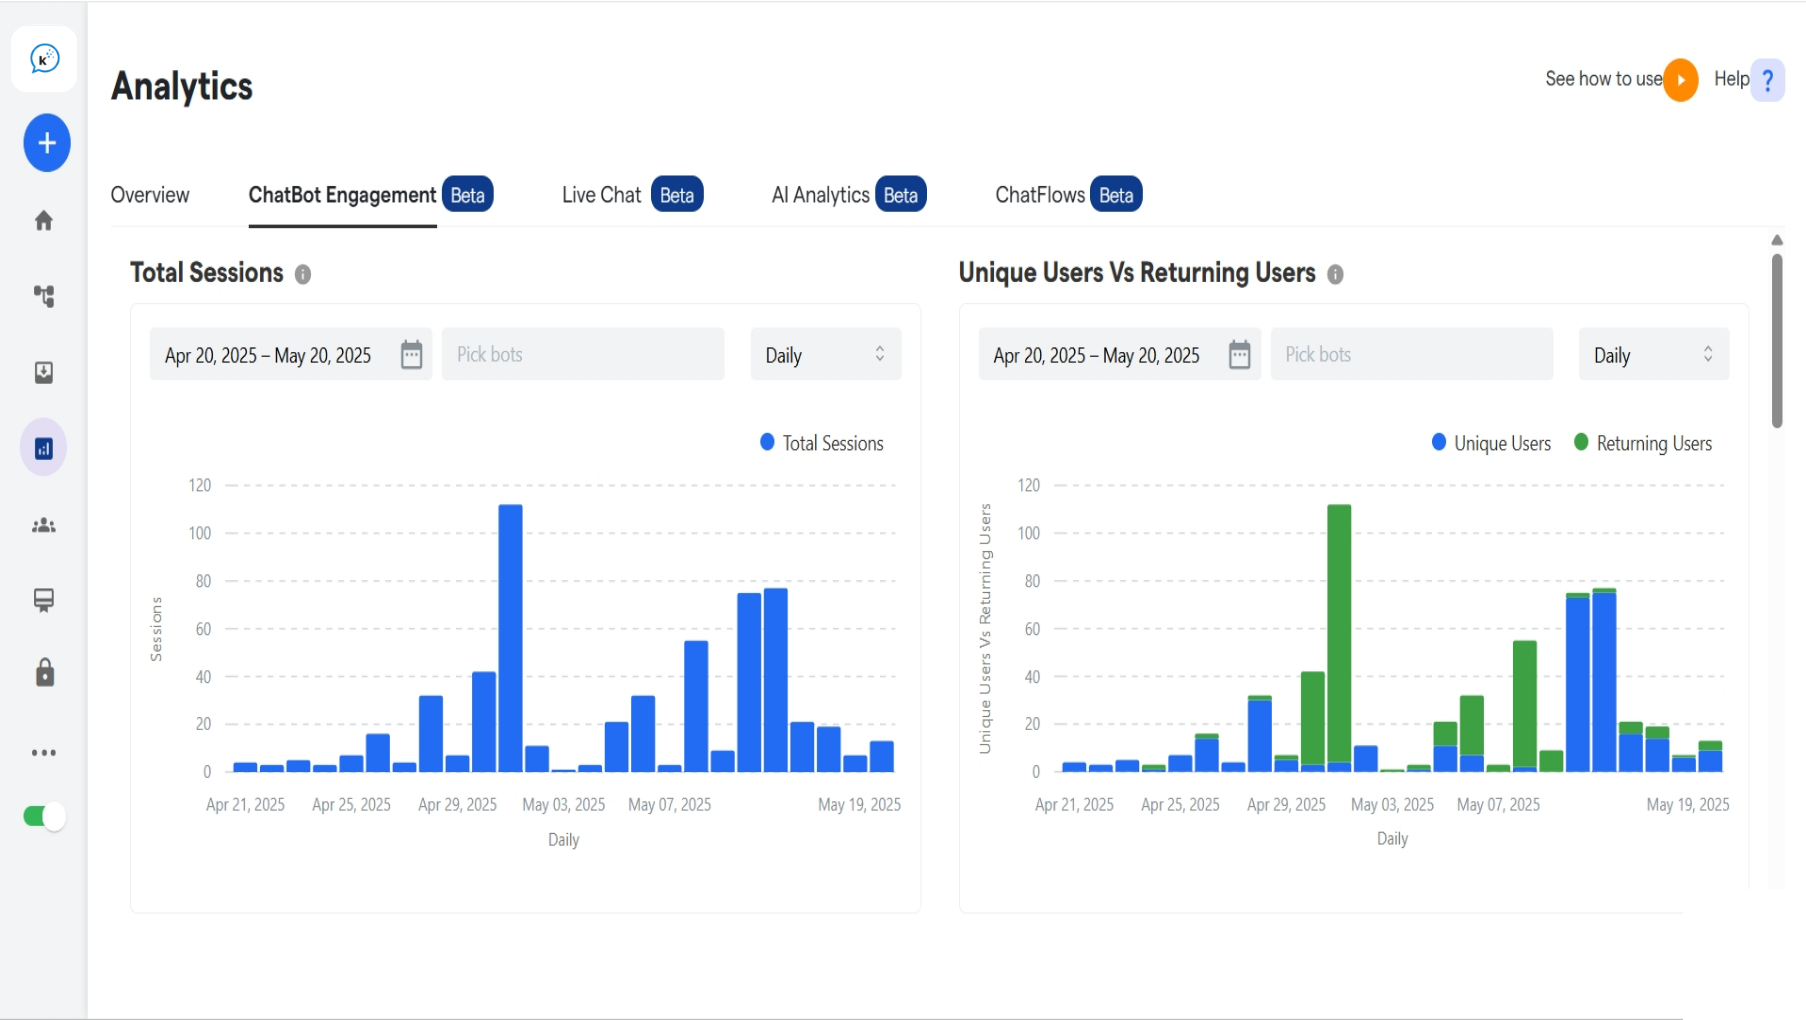 K
Analytics
See how to use
Help ?
Overview
ChatBot Engagement Beta
Live Chat Beta
AI Analytics Beta
ChatFlows Beta
Total Sessions
Apr 20, 2025 – May 20, 2025
Pick bots
Daily
Total Sessions
120
100
80
60
40
20
0
Sessions
Apr 21, 2025
Apr 25, 2025
Apr 29, 2025
May 03, 2025
May 07, 2025
May 19, 2025
Daily
Unique Users Vs Returning Users
Apr 20, 2025 – May 20, 2025
Pick bots
Daily
Unique Users
Returning Users
120
100
80
60
40
20
0
Unique Users Vs Returning Users
Apr 21, 2025
Apr 25, 2025
Apr 29, 2025
May 03, 2025
May 07, 2025
May 19, 2025
Daily